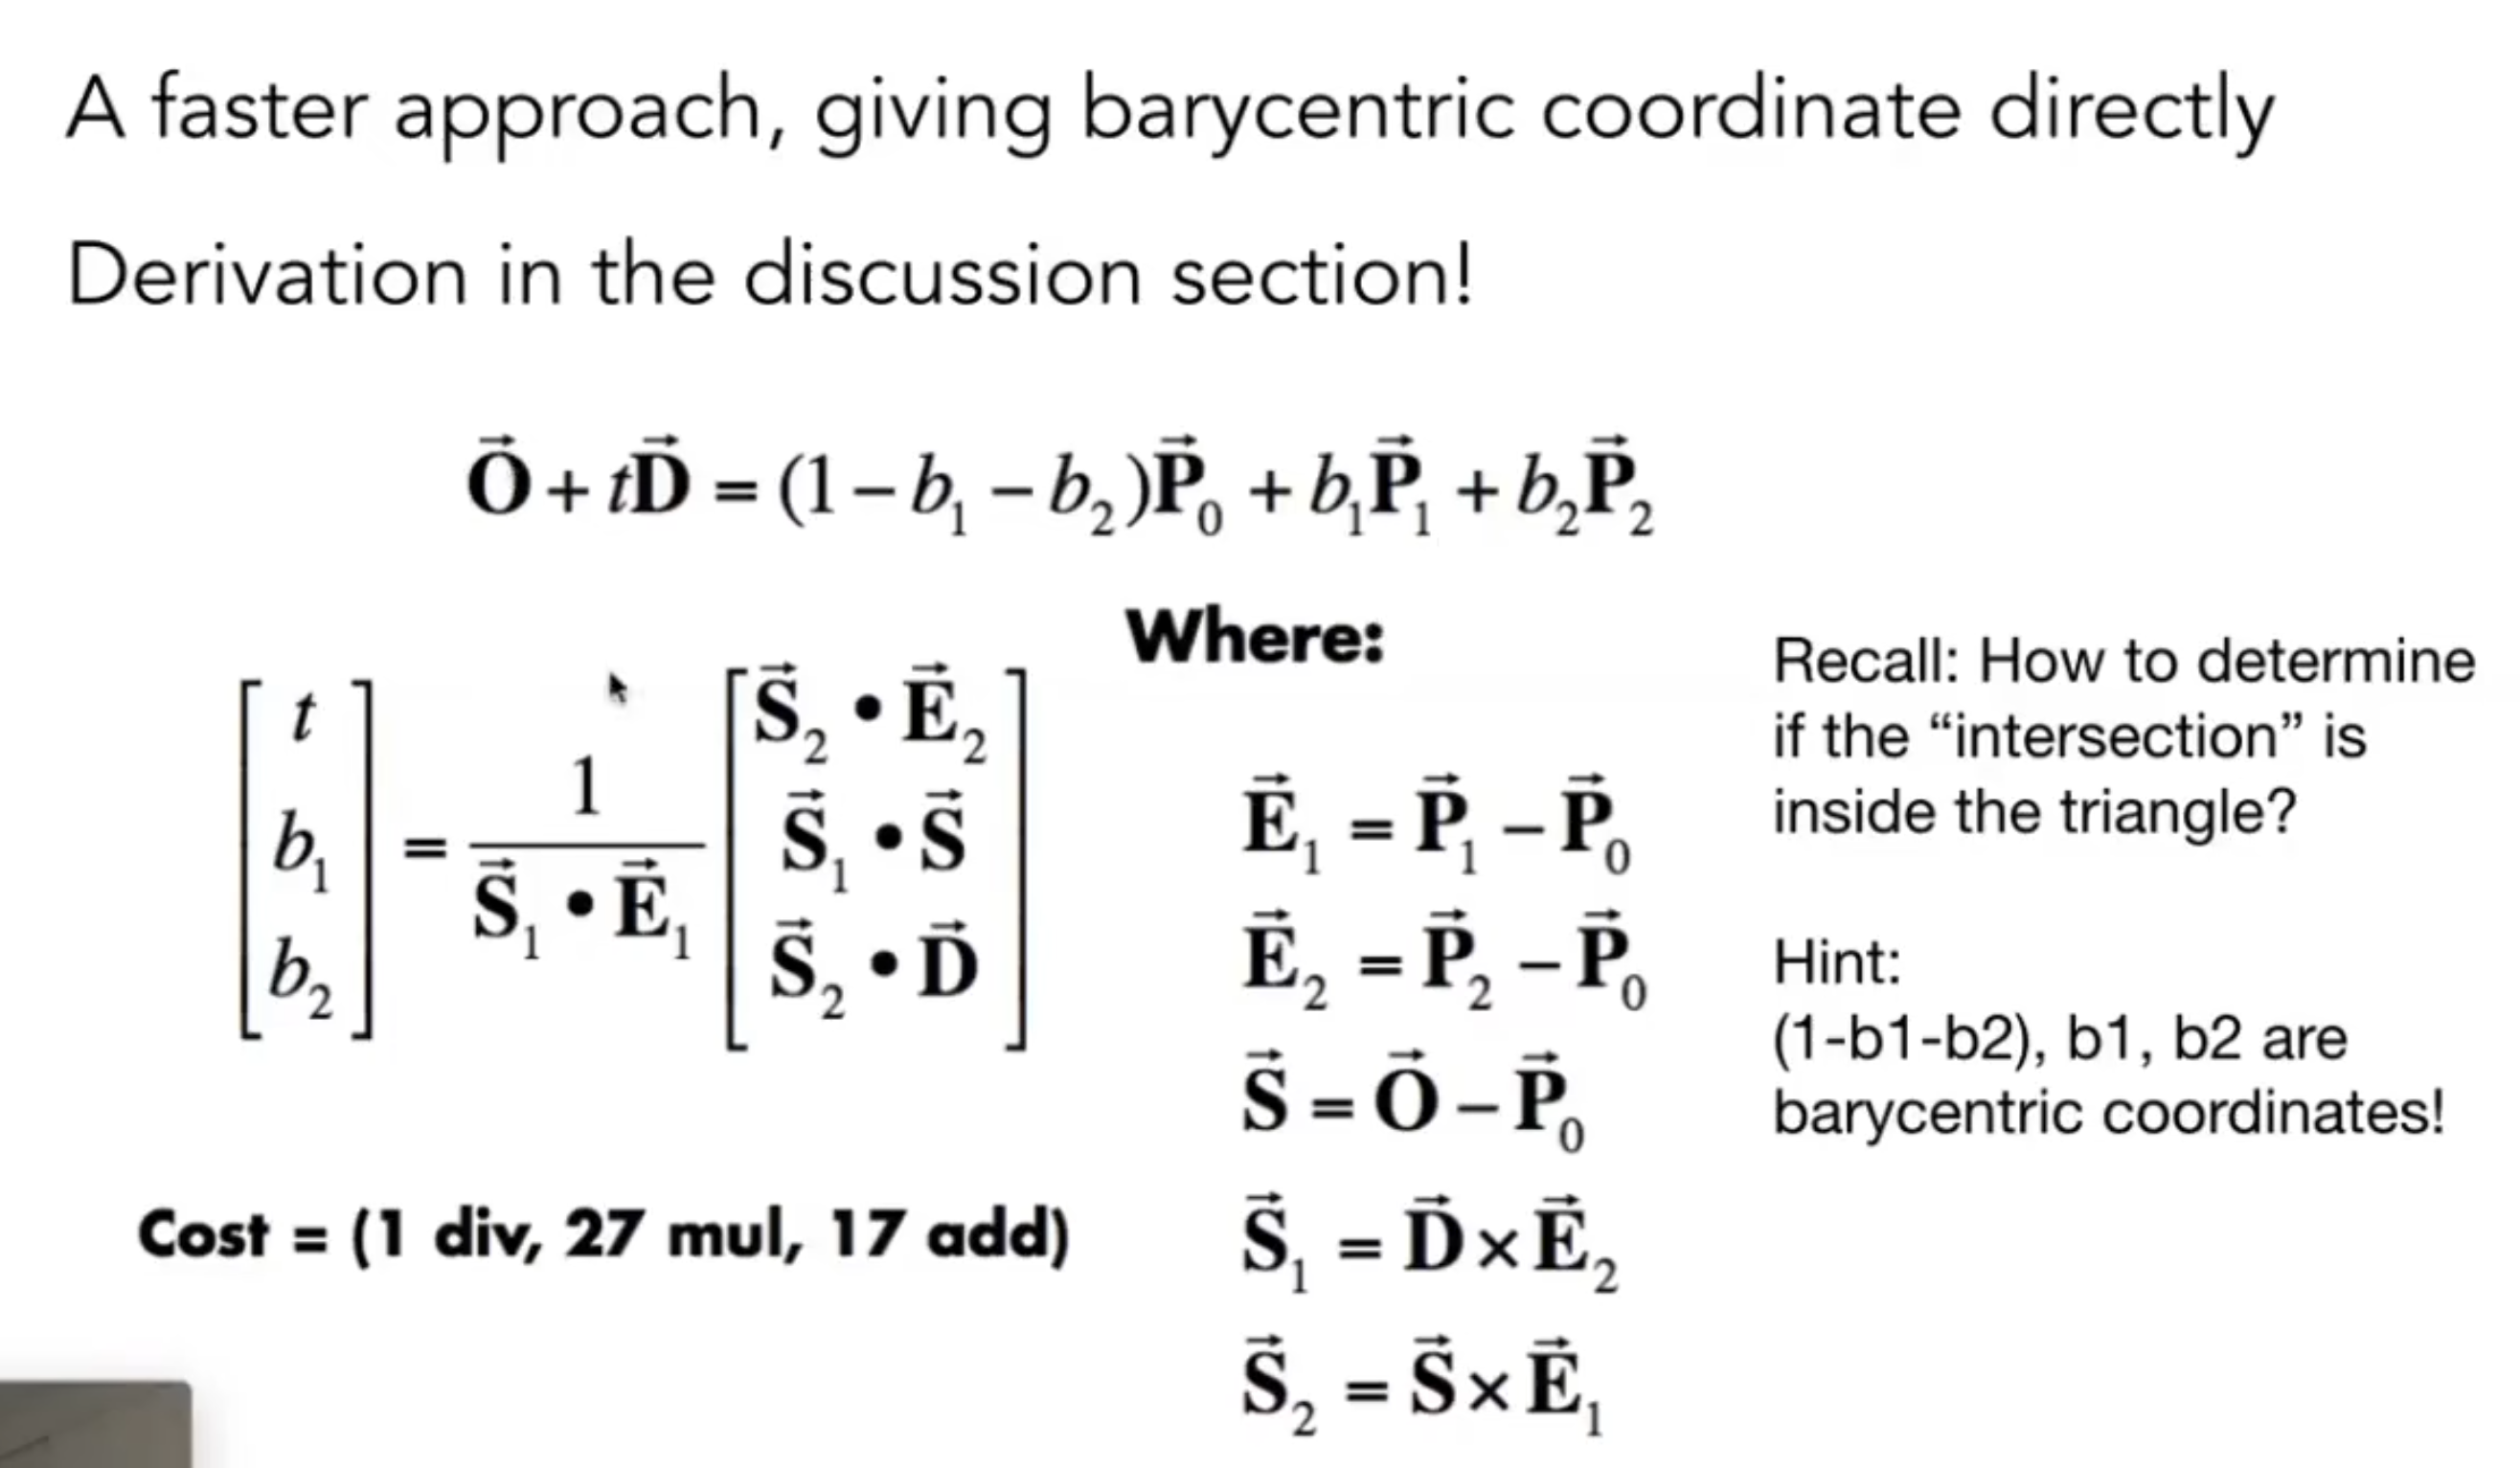 A faster approach, giving barycentric coordinate directly
Derivation in the discussion section!
$\vec{\mathbf{O}} + t\vec{\mathbf{D}} = (1 - b_1 - b_2)\vec{\mathbf{P}}_0 + b_1\vec{\mathbf{P}}_1 + b_2\vec{\mathbf{P}}_2$
$\begin{bmatrix} t \\ b_1 \\ b_2 \end{bmatrix} = \frac{1}{\vec{\mathbf{S}}_1 \bullet \vec{\mathbf{E}}_1} \begin{bmatrix} \vec{\mathbf{S}}_2 \bullet \vec{\mathbf{E}}_2 \\ \vec{\mathbf{S}}_1 \bullet \vec{\mathbf{S}} \\ \vec{\mathbf{S}}_2 \bullet \vec{\mathbf{D}} \end{bmatrix}$
Cost = (1 div, 27 mul, 17 add)
Where:
$\vec{\mathbf{E}}_1 = \vec{\mathbf{P}}_1 - \vec{\mathbf{P}}_0$
$\vec{\mathbf{E}}_2 = \vec{\mathbf{P}}_2 - \vec{\mathbf{P}}_0$
$\vec{\mathbf{S}} = \vec{\mathbf{O}} - \vec{\mathbf{P}}_0$
$\vec{\mathbf{S}}_1 = \vec{\mathbf{D}} \times \vec{\mathbf{E}}_2$
$\vec{\mathbf{S}}_2 = \vec{\mathbf{S}} \times \vec{\mathbf{E}}_1$
Recall: How to determine
if the “intersection” is
inside the triangle?
Hint:
(1-b1-b2), b1, b2 are
barycentric coordinates!